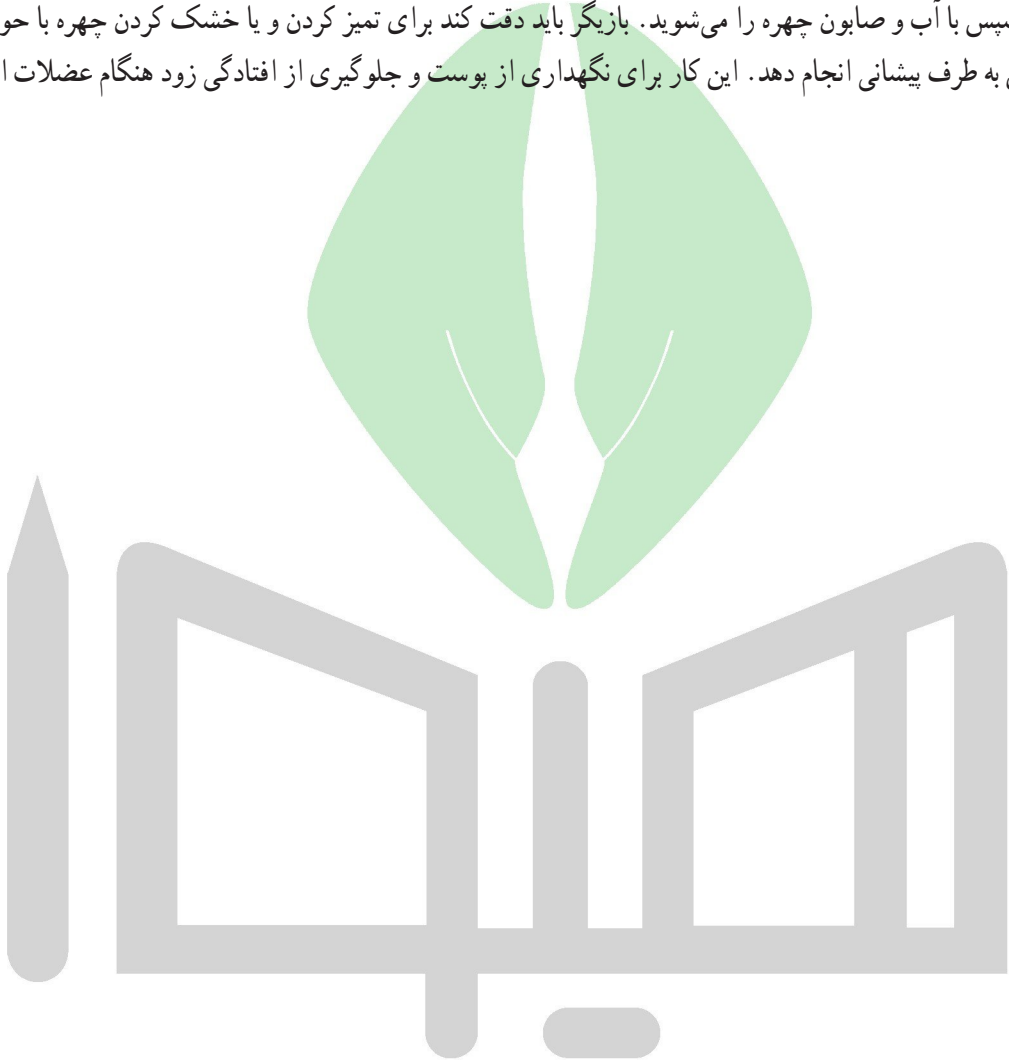 سپس با آب و صابون چهره را می‌شوید. بازیگر باید دقت کند برای تمیز کردن و یا خشک کردن چهره با
به طرف پیشانی انجام دهد. این کار برای نگهداری از پوست و جلوگیری از افتادگی زود هنگام عضلات